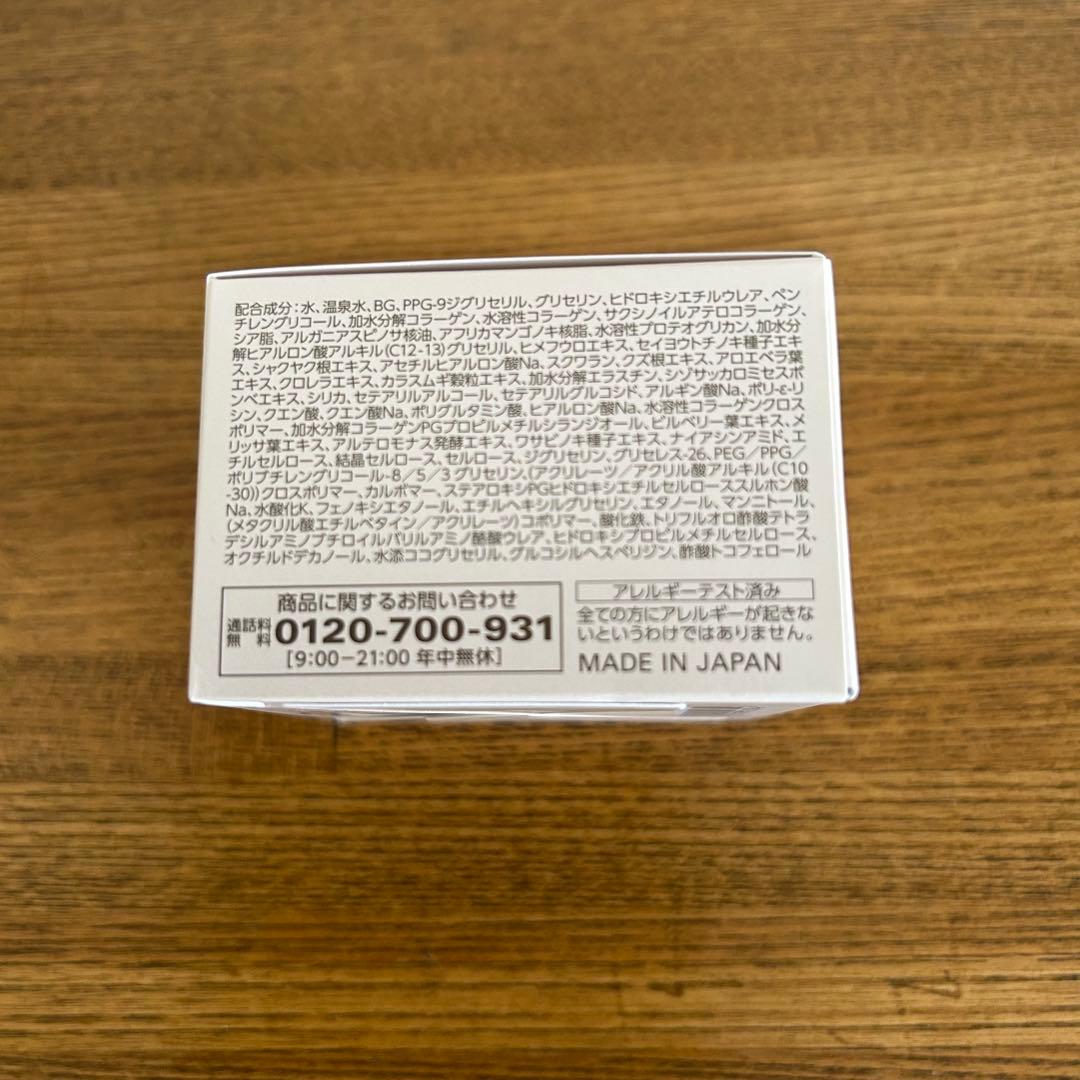 配合成分：水、温泉水、BG、PPG-9ジグリセリル、グリセリン、ヒドロキシエチルウレア、ペン
チレングリコール、加水分解コラーゲン、水溶性コラーゲン、サクシノイルアテロコラーゲン、
シア脂、アルガニアスピノサ核油、アフリカマンゴノキ核脂、水溶性プロテオグリカン、加水分
解ヒアルロン酸アルキル(C12-13)グリセリル、ヒメフウロエキス、セイヨウトチノキ種子エキ
ス、シャクヤク根エキス、アセチルヒアルロン酸Na、スクワラン、クズ根エキス、アロエベラ葉
エキス、クロレラエキス、カラスムギ穀粒エキス、加水分解エラスチン、シゾサッカロミセスポ
ンベエキス、シリカ、セテアリルアルコール、セテアリルグルコシド、アルギン酸Na、ポリ-ε-リ
シン、クエン酸、クエン酸Na、ポリグルタミン酸、ヒアルロン酸Na、水溶性コラーゲンクロス
ポリマー、加水分解コラーゲンPGプロピルメチルシランジオール、ビルベリー葉エキス、メ
リッサ葉エキス、アルテロモナス発酵エキス、ワサビノキ種子エキス、ナイアシンアミド、エ
チルセルロース、結晶セルロース、セルロース、ジグリセリン、グリセレス-26、PEG／PPG／
ポリブチレングリコール-8／5／3グリセリン、(アクリレーツ／アクリル酸アルキル(C10
-30))クロスポリマー、カルボマー、ステアロキシPGヒドロキシエチルセルローススルホン酸
Na、水酸化K、フェノキシエタノール、エチルヘキシルグリセリン、エタノール、マンニトール、
(メタクリル酸エチルベタイン／アクリレーツ)コポリマー、酸化鉄、トリフルオロ酢酸テトラ
デシルアミノブチロイルバリルアミノ酪酸ウレア、ヒドロキシプロピルメチルセルロース、
オクチルドデカノール、水添ココグリセリル、グルコシルヘスペリジン、酢酸トコフェロール
商品に関するお問い合わせ
通話料無料 0120-700-931
[9:00－21:00 年中無休]
アレルギーテスト済み
全ての方にアレルギーが起きな
いというわけではありません。
MADE IN JAPAN